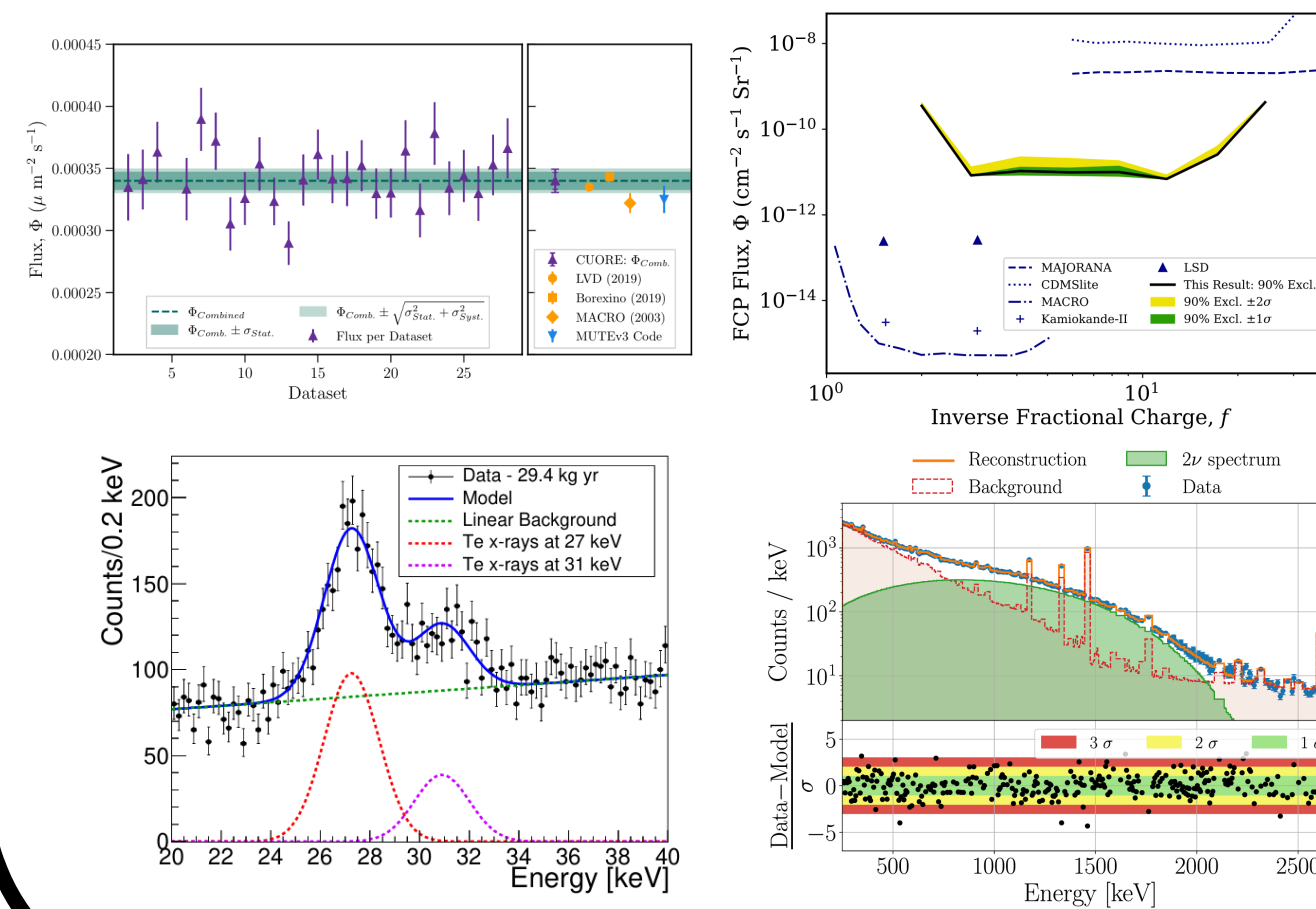 0.00045
0.00040
0.00035
0.00030
0.00025
0.00020
Flux, Φ (μ m⁻² s⁻¹)
Φ_Combined
Φ_Comb. ± σ_Stat.
Φ_Comb. ± √(σ²_Stat. + σ²_Syst.)
Flux per Dataset
5 10 15 20 25
Dataset
CUORE: Φ_Comb.
LVD (2019)
Borexino (2019)
MACRO (2003)
MUTEv3 Code
10⁻⁸
10⁻¹⁰
10⁻¹²
10⁻¹⁴
FCP Flux, Φ (cm⁻² s⁻¹ Sr⁻¹)
MAJORANA
CDMSlite
MACRO
Kamiokande-II
LSD
This Result: 90% Excl.
90% Excl. ±2σ
90% Excl. ±1σ
10⁰ 10¹
Inverse Fractional Charge, f
Counts/0.2 keV
200
150
100
50
0
Data - 29.4 kg yr
Model
Linear Background
Te x-rays at 27 keV
Te x-rays at 31 keV
20 22 24 26 28 30 32 34 36 38 40
Energy [keV]
Reconstruction
Background
2ν spectrum
Data
Counts / keV
10³
10²
10¹
Data−Model
σ
5
0
−5
3 σ
2 σ
1
500 1000 1500 2000 2500
Energy [keV]